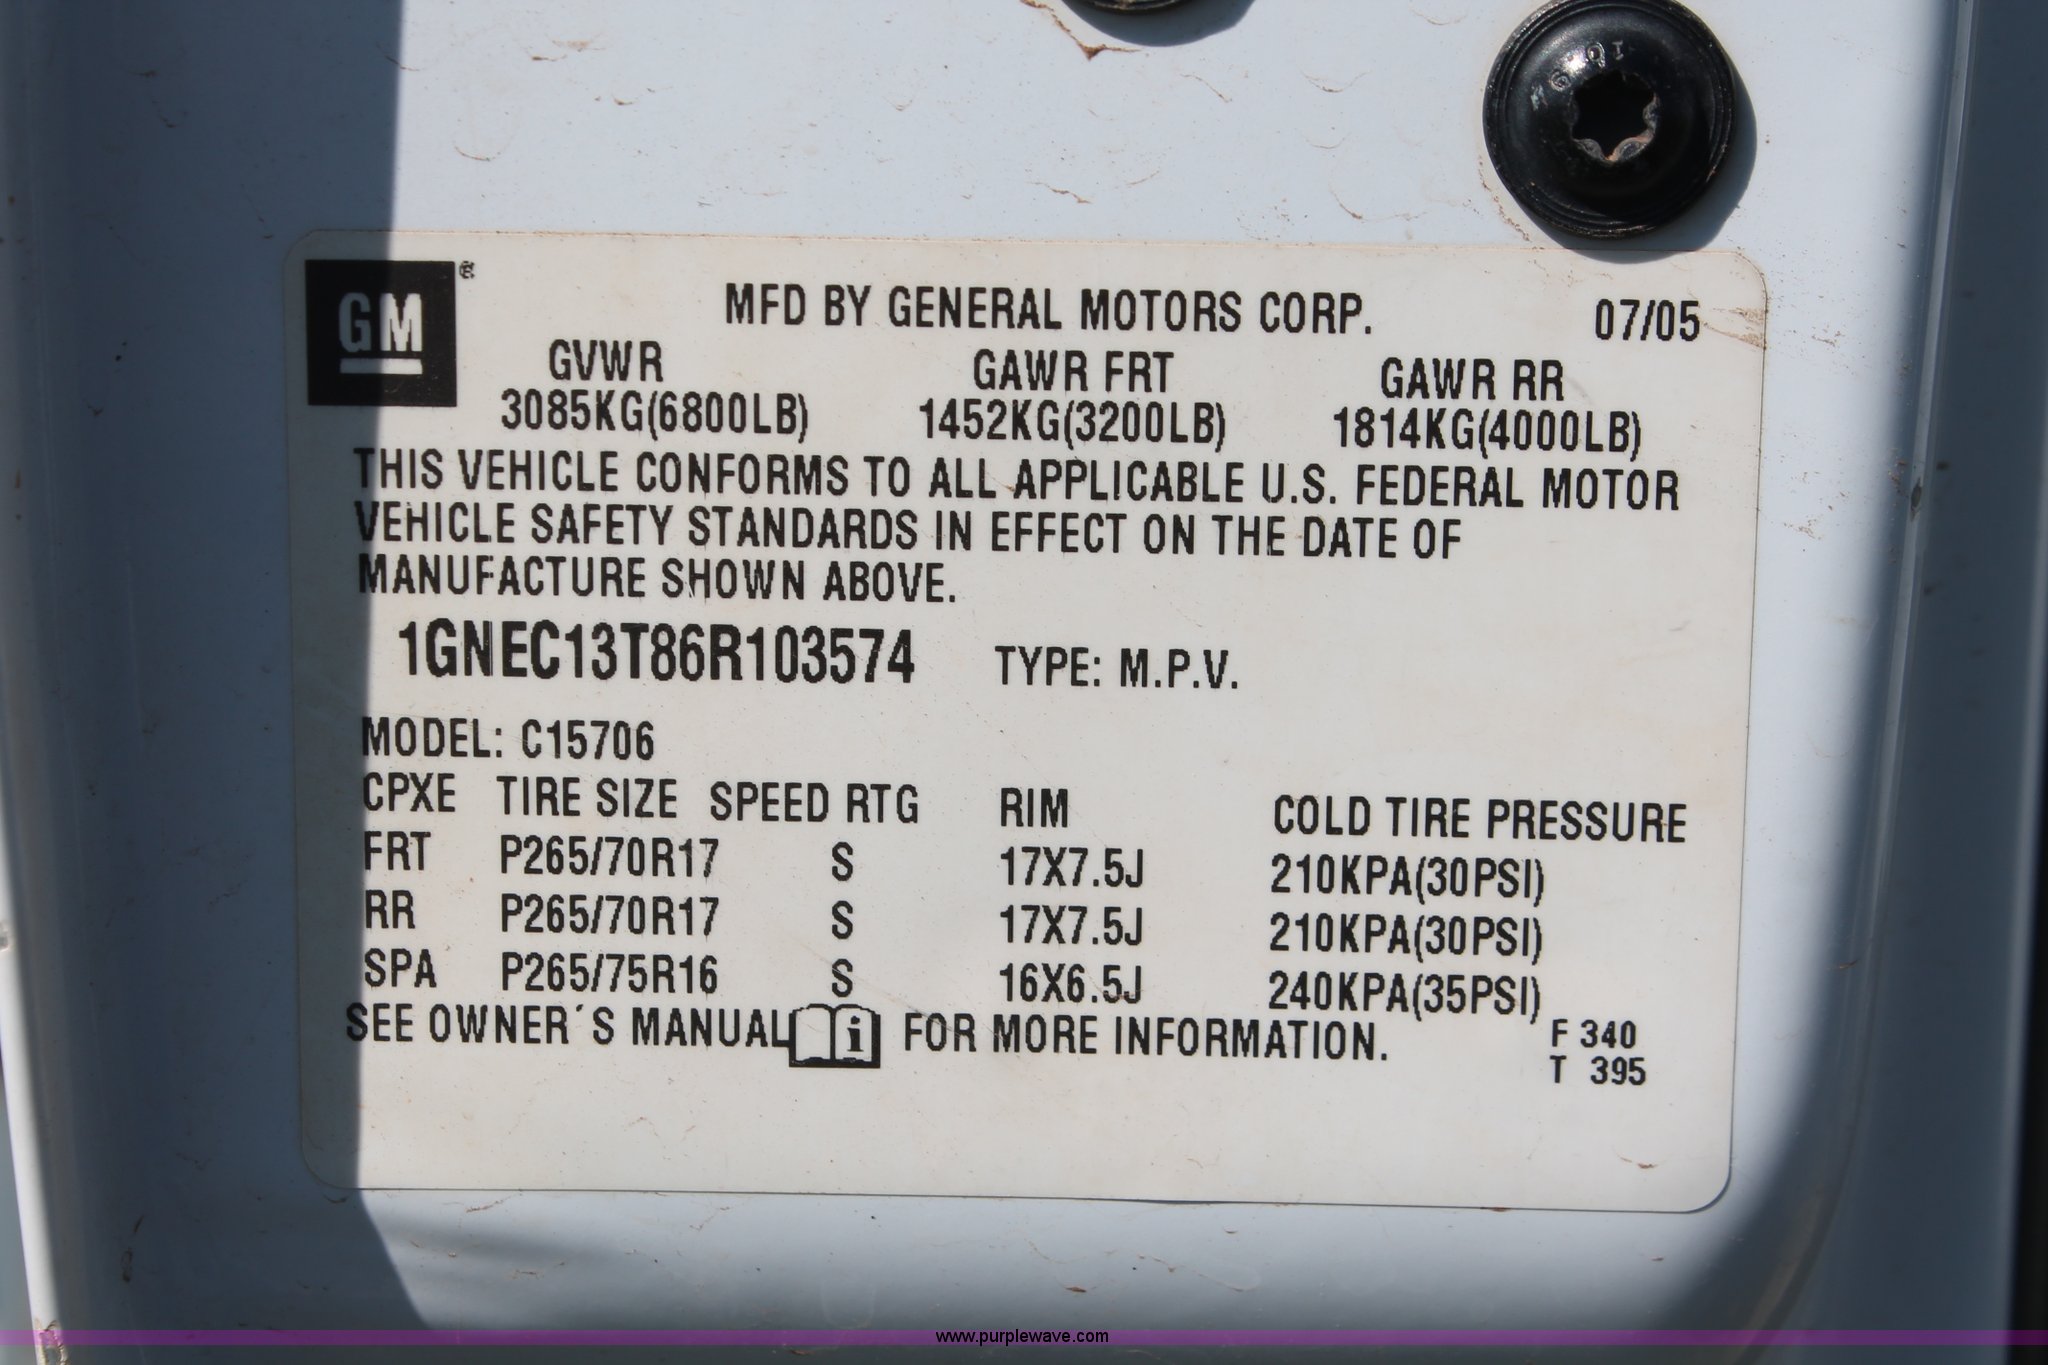 10.9
GM®
MFD BY GENERAL MOTORS CORP. 07/05
GVWR GAWR FRT GAWR RR
3085KG(6800LB) 1452KG(3200LB) 1814KG(4000LB)
THIS VEHICLE CONFORMS TO ALL APPLICABLE U.S. FEDERAL MOTOR
VEHICLE SAFETY STANDARDS IN EFFECT ON THE DATE OF
MANUFACTURE SHOWN ABOVE.
1GNEC13T86R103574 TYPE: M.P.V.
MODEL: C15706
CPXE TIRE SIZE SPEED RTG RIM COLD TIRE PRESSURE
FRT P265/70R17 S 17X7.5J 210KPA(30PSI)
RR P265/70R17 S 17X7.5J 210KPA(30PSI)
SPA P265/75R16 S 16X6.5J 240KPA(35PSI)
SEE OWNER´S MANUAL i FOR MORE INFORMATION. F 340
T 395
www.purplewave.com